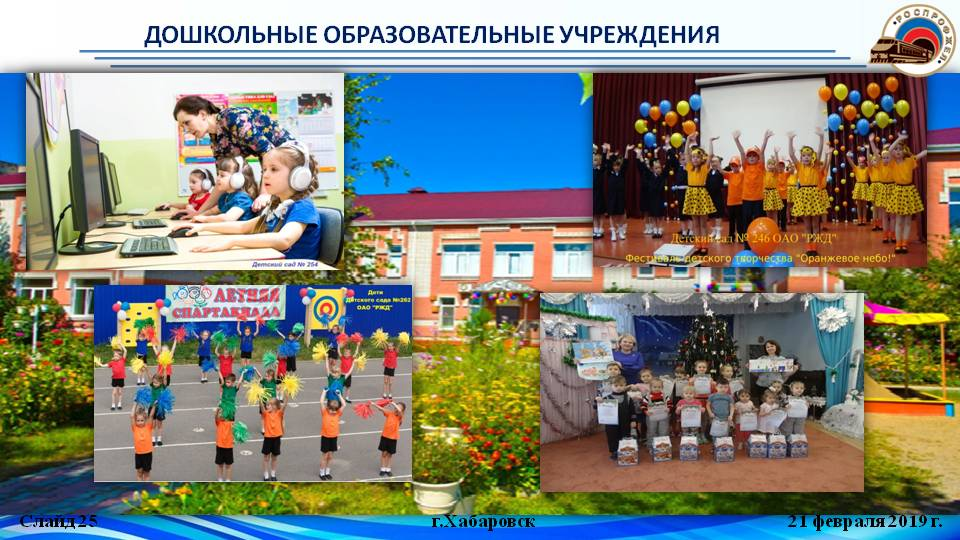 ДОШКОЛЬНЫЕ ОБРАЗОВАТЕЛЬНЫЕ УЧРЕЖДЕНИЯ
РОСПРОФЖЕЛ
Детский сад № 254
Детский сад № 246 ОАО "РЖД"
Фестиваль детского творчества "Оранжевое небо!"
ЛЕТНЯЯ
СПАРТАКИАДА
Дети
Детского сада №262
ОАО "РЖД"
Слайд 25
г.Хабаровск
21 февраля 2019 г.